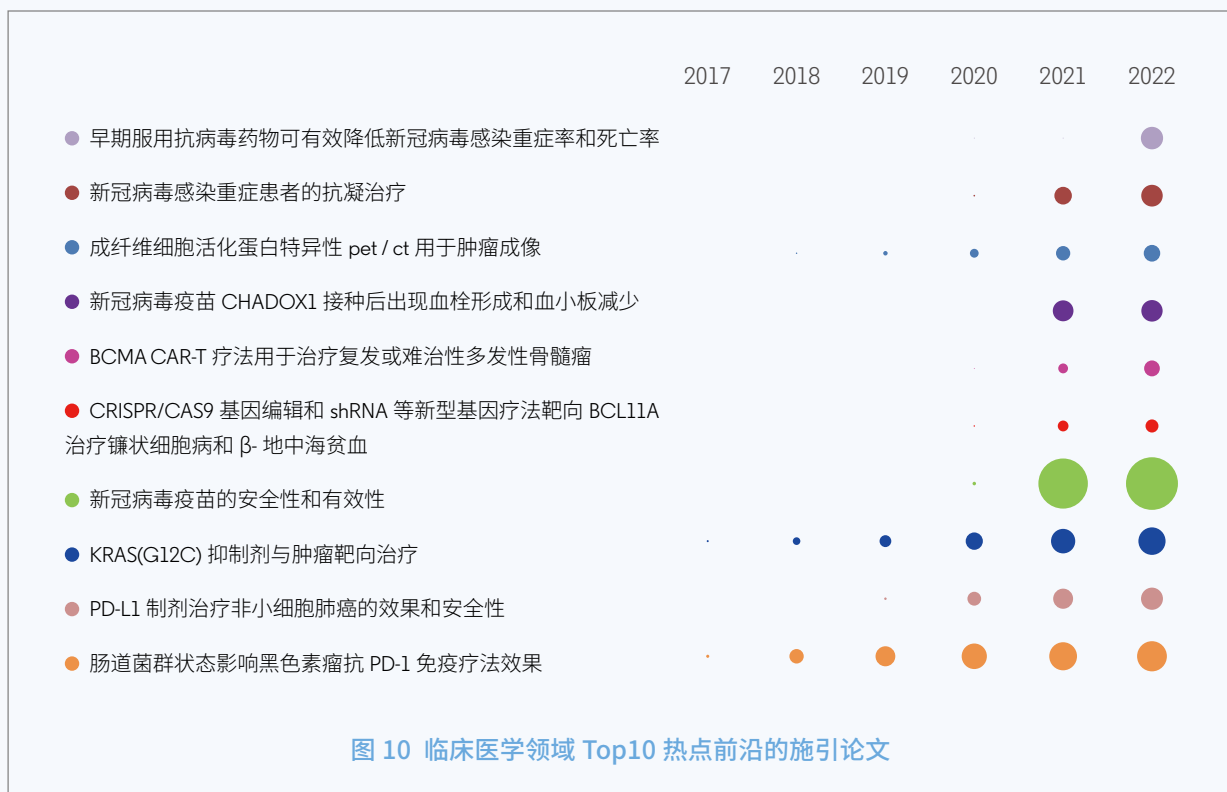 2017 2018 2019 2020 2021 2022
早期服用抗病毒药物可有效降低新冠病毒感染重症率和死亡率
新冠病毒感染重症患者的抗凝治疗
成纤维细胞活化蛋白特异性 pet / ct 用于肿瘤成像
新冠病毒疫苗 CHADOX1 接种后出现血栓形成和血小板减少
BCMA CAR-T 疗法用于治疗复发或难治性多发性骨髓瘤
CRISPR/CAS9 基因编辑和 shRNA 等新型基因疗法靶向 BCL11A
治疗镰状细胞病和 β- 地中海贫血
新冠病毒疫苗的安全性和有效性
KRAS(G12C) 抑制剂与肿瘤靶向治疗
PD-L1 制剂治疗非小细胞肺癌的效果和安全性
肠道菌群状态影响黑色素瘤抗 PD-1 免疫疗法效果
图 10 临床医学领域 Top10 热点前沿的施引论文